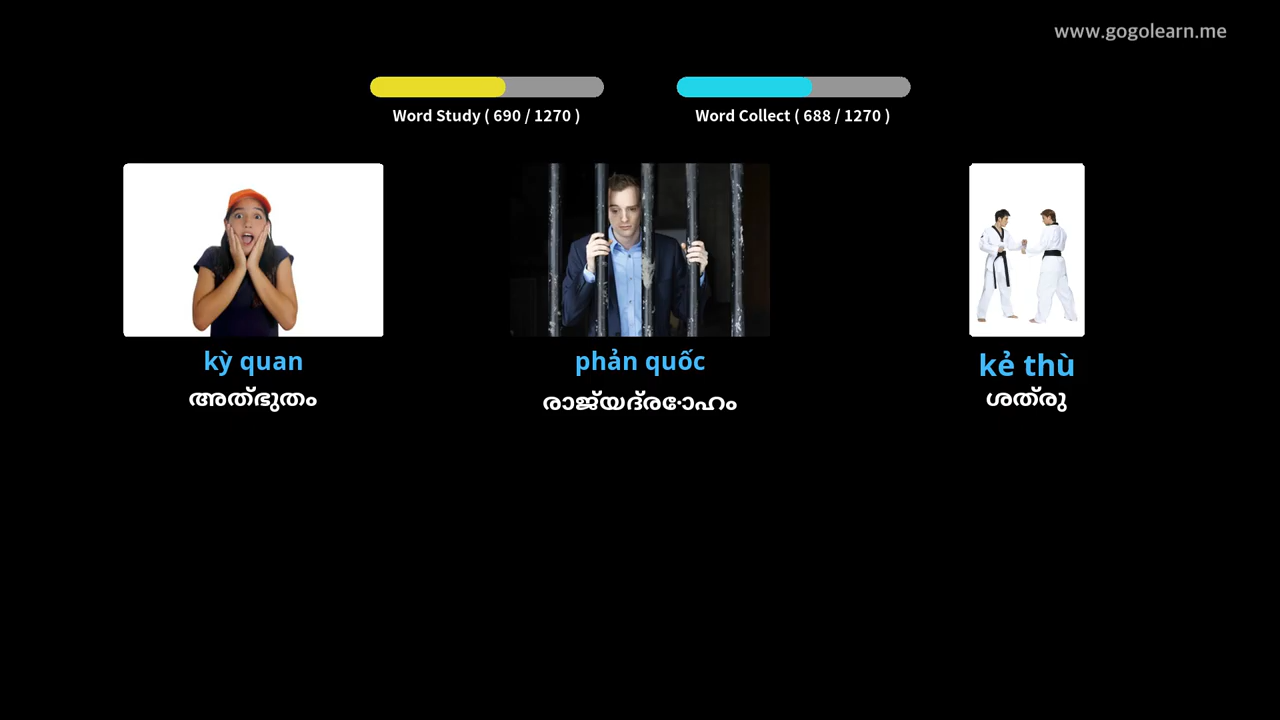 www.gogolearn.me
Word Study ( 690 / 1270 )
Word Collect ( 688 / 1270 )
kỳ quan
phản quốc
kẻ thù
അത്ഭുതം
രാജ്യദ്രോഹം
ശത്രു